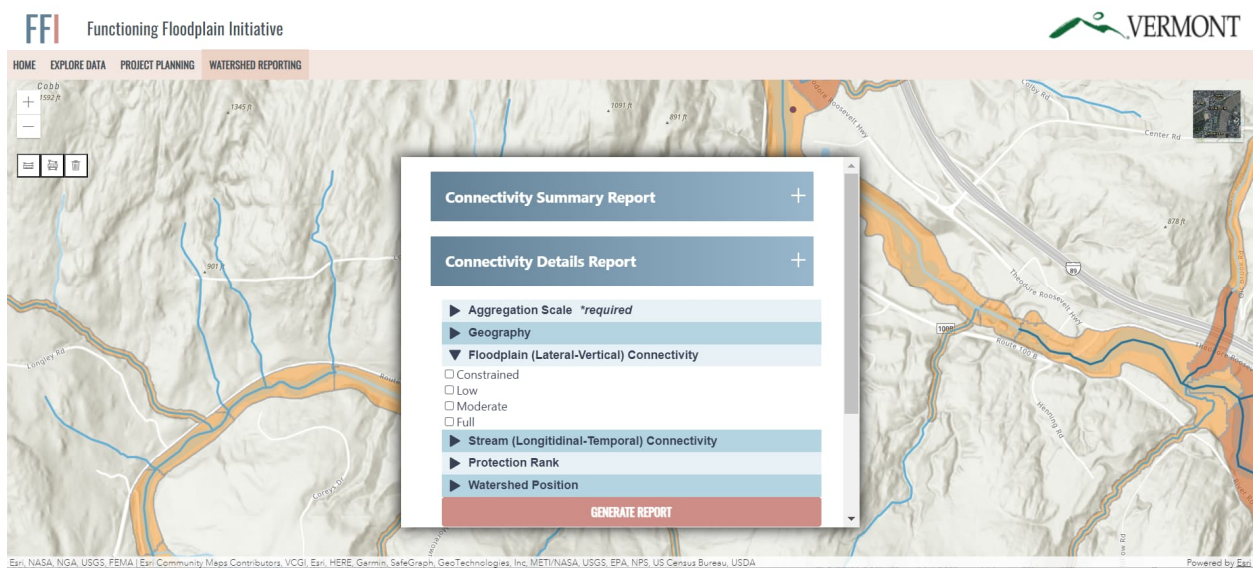 FFI Functioning Floodplain Initiative
VERMONT
HOME EXPLORE DATA PROJECT PLANNING WATERSHED REPORTING
Cobb
1592 ft
1345 ft
1091 ft
891 ft
Roosevelt Hwy
Colby Rd
Center Rd
Connectivity Summary Report
878 ft
901 ft
Connectivity Details Report
89
Theodore Roosevelt Hwy
Aggregation Scale *required
Geography
100B
Floodplain (Lateral-Vertical) Connectivity
Route 100 B
Longley Rd
Constrained
Route
Low
Moderate
Full
Henning Rd
Stream (Longitidinal-Temporal) Connectivity
Protection Rank
Watershed Position
Coreys Dr
GENERATE REPORT
Esri, NASA, NGA, USGS, FEMA | Esri Community Maps Contributors, VCGI, Esri, HERE, Garmin, SafeGraph, GeoTechnologies, Inc, METI/NASA, USGS, EPA, NPS, US Census Bureau, USDA
Powered by Esri